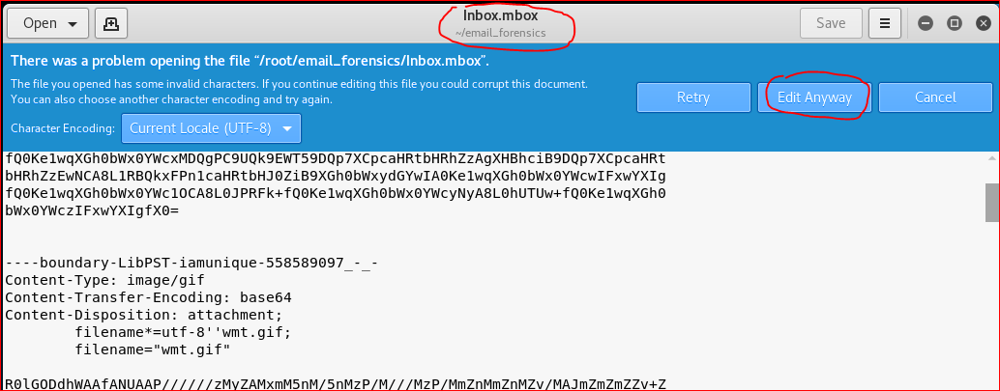 Open
Inbox.mbox
~/email_forensics
Save
There was a problem opening the file “/root/email_forensics/Inbox.mbox”.
The file you opened has some invalid characters. If you continue editing this file you could corrupt this document.
You can also choose another character encoding and try again.
Retry
Edit Anyway
Cancel
Character Encoding: Current Locale (UTF-8)
fQ0Ke1wqXGh0bWx0YWcxMDQgPC9UQk9EWT59DQp7XCpcaHRtbHRhZzAgXHBhciB9DQp7XCpcaHRt
bHRhZzEwNCA8L1RBQkxFPn1caHRtbHJ0ZiB9XGh0bWxydGYwIA0Ke1wqXGh0bWx0YWcwIFxwYXIg
fQ0Ke1wqXGh0bWx0YWc1OCA8L0JPRFk+fQ0Ke1wqXGh0bWx0YWcyNyA8L0hUTUw+fQ0Ke1wqXGh0
bWx0YWczIFxwYXIgfX0=
----boundary-LibPST-iamunique-558589097_-_-
Content-Type: image/gif
Content-Transfer-Encoding: base64
Content-Disposition: attachment;
filename*=utf-8''wmt.gif;
filename="wmt.gif"
R0lGODdhWAAfANUAAP//////zMyZAMxmM5nM/5nMzP/M///MzP/MmZnMmZnMZv/MAJmZmZmZZv+Z